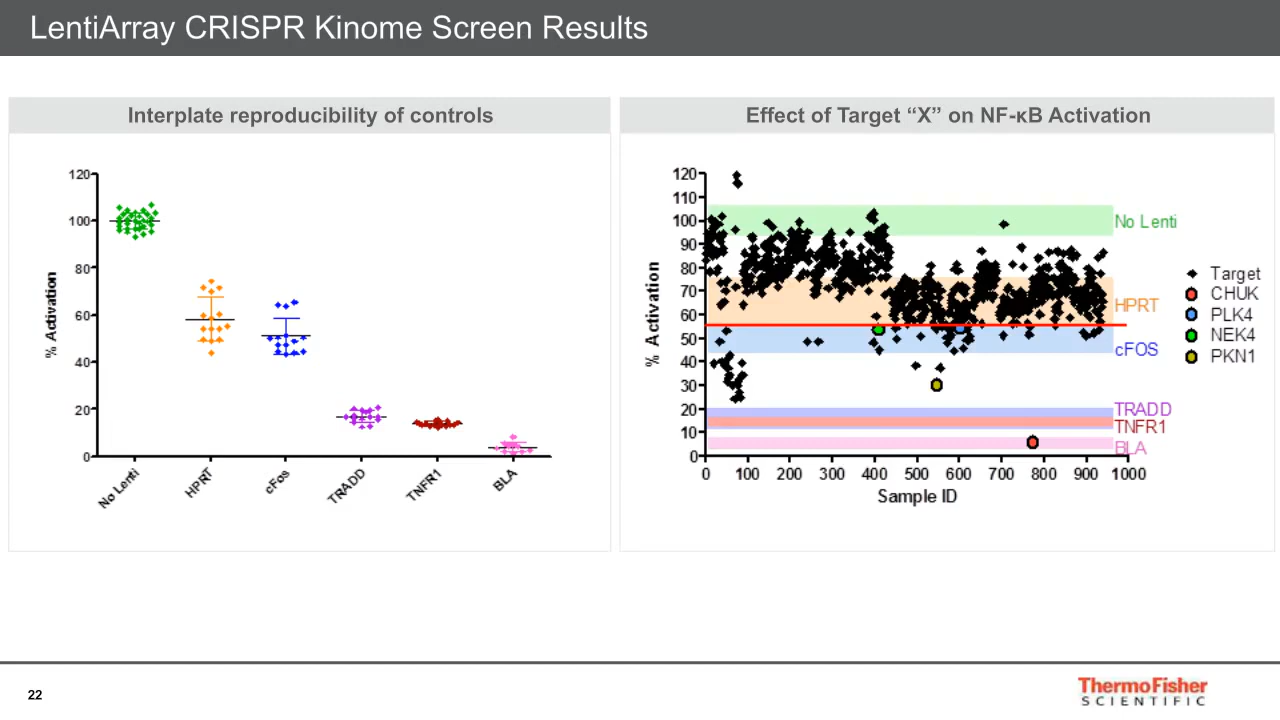 LentiArray CRISPR Kinome Screen Results
Interplate reproducibility of controls
120
100
80
60
40
20
0
% Activation
No Lenti
HPRT
cFos
TRADD
TNFR1
BLA
Effect of Target “X” on NF-κB Activation
120
110
100
90
80
70
60
50
40
30
20
10
0
% Activation
0 100 200 300 400 500 600 700 800 900 1000
Sample ID
No Lenti
HPRT
cFOS
TRADD
TNFR1
BLA
Target
CHUK
PLK4
NEK4
PKN1
22
ThermoFisher
SCIENTIFIC